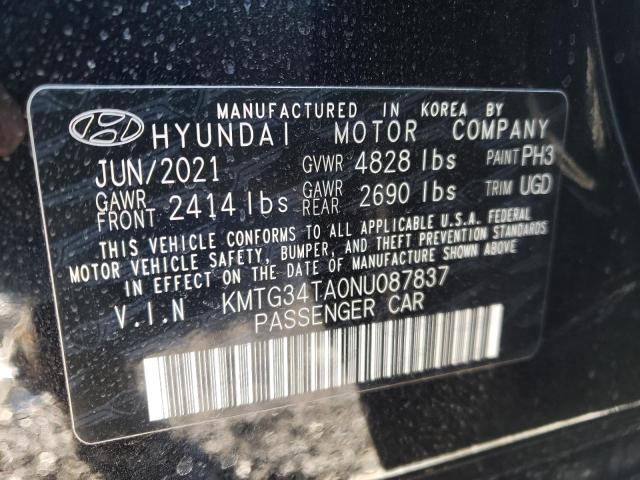 MANUFACTURED IN KOREA BY
HYUNDAI MOTOR COMPANY
JUN/2021 GVWR 4828 lbs PAINT PH3
GAWR FRONT 2414 lbs GAWR REAR 2690 lbs TRIM UGD
THIS VEHICLE CONFORMS TO ALL APPLICABLE U.S.A. FEDERAL
MOTOR VEHICLE SAFETY, BUMPER, AND THEFT PREVENTION STANDARDS
IN EFFECT ON THE DATE OF MANUFACTURE SHOWN ABOVE.
V.I.N KMTG34TA0NU087837
PASSENGER CAR